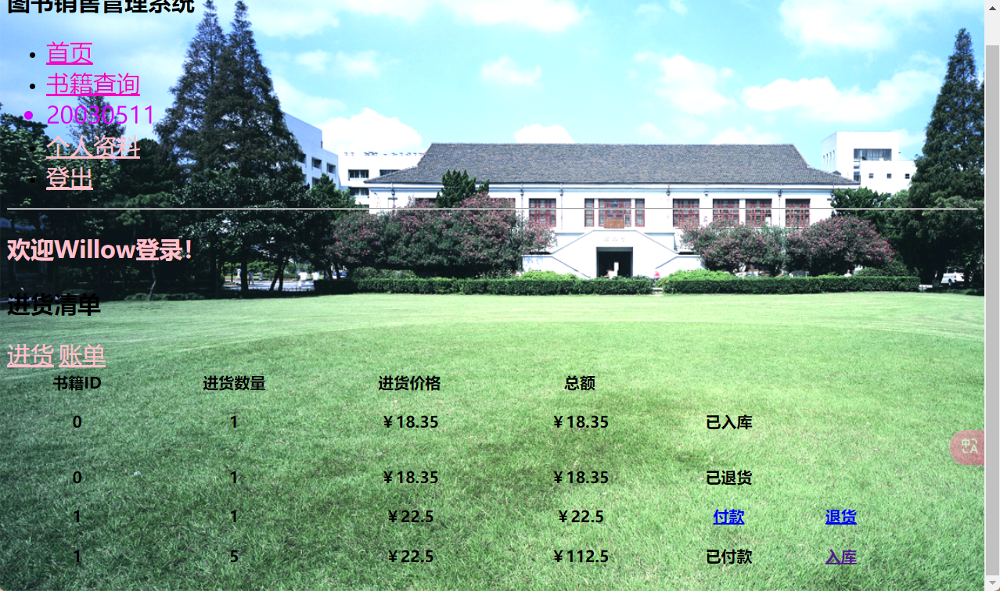 图书销售管理系统
首页
书籍查询
20030511
个人资料
登出
欢迎Willow登录！
进货清单
进货 账单
书籍ID 进货数量 进货价格 总额
0 1 ￥18.35 ￥18.35 已入库
0 1 ￥18.35 ￥18.35 已退货
1 1 ￥22.5 ￥22.5 付款 退货
1 5 ￥22.5 ￥112.5 已付款 入库